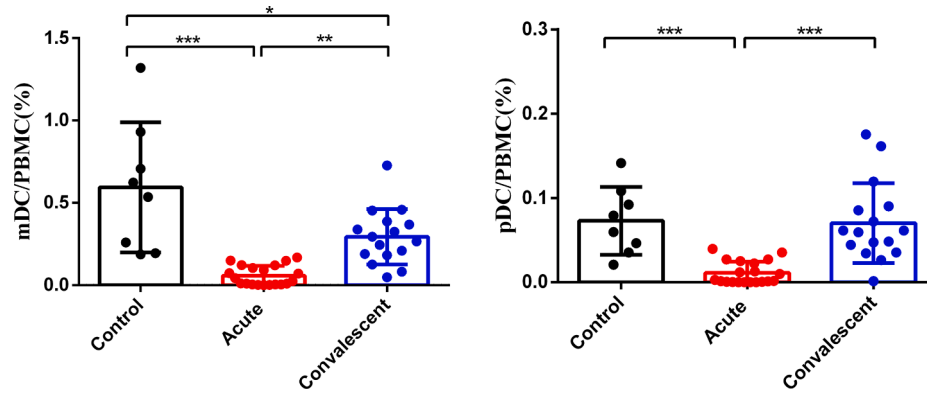 *
***
**
1.5
1.0
0.5
0.0
mDC/PBMC(%)
Control
Acute
Convalescent
***
***
0.3
0.2
0.1
0.0
pDC/PBMC(%)
Control
Acute
Convalescent